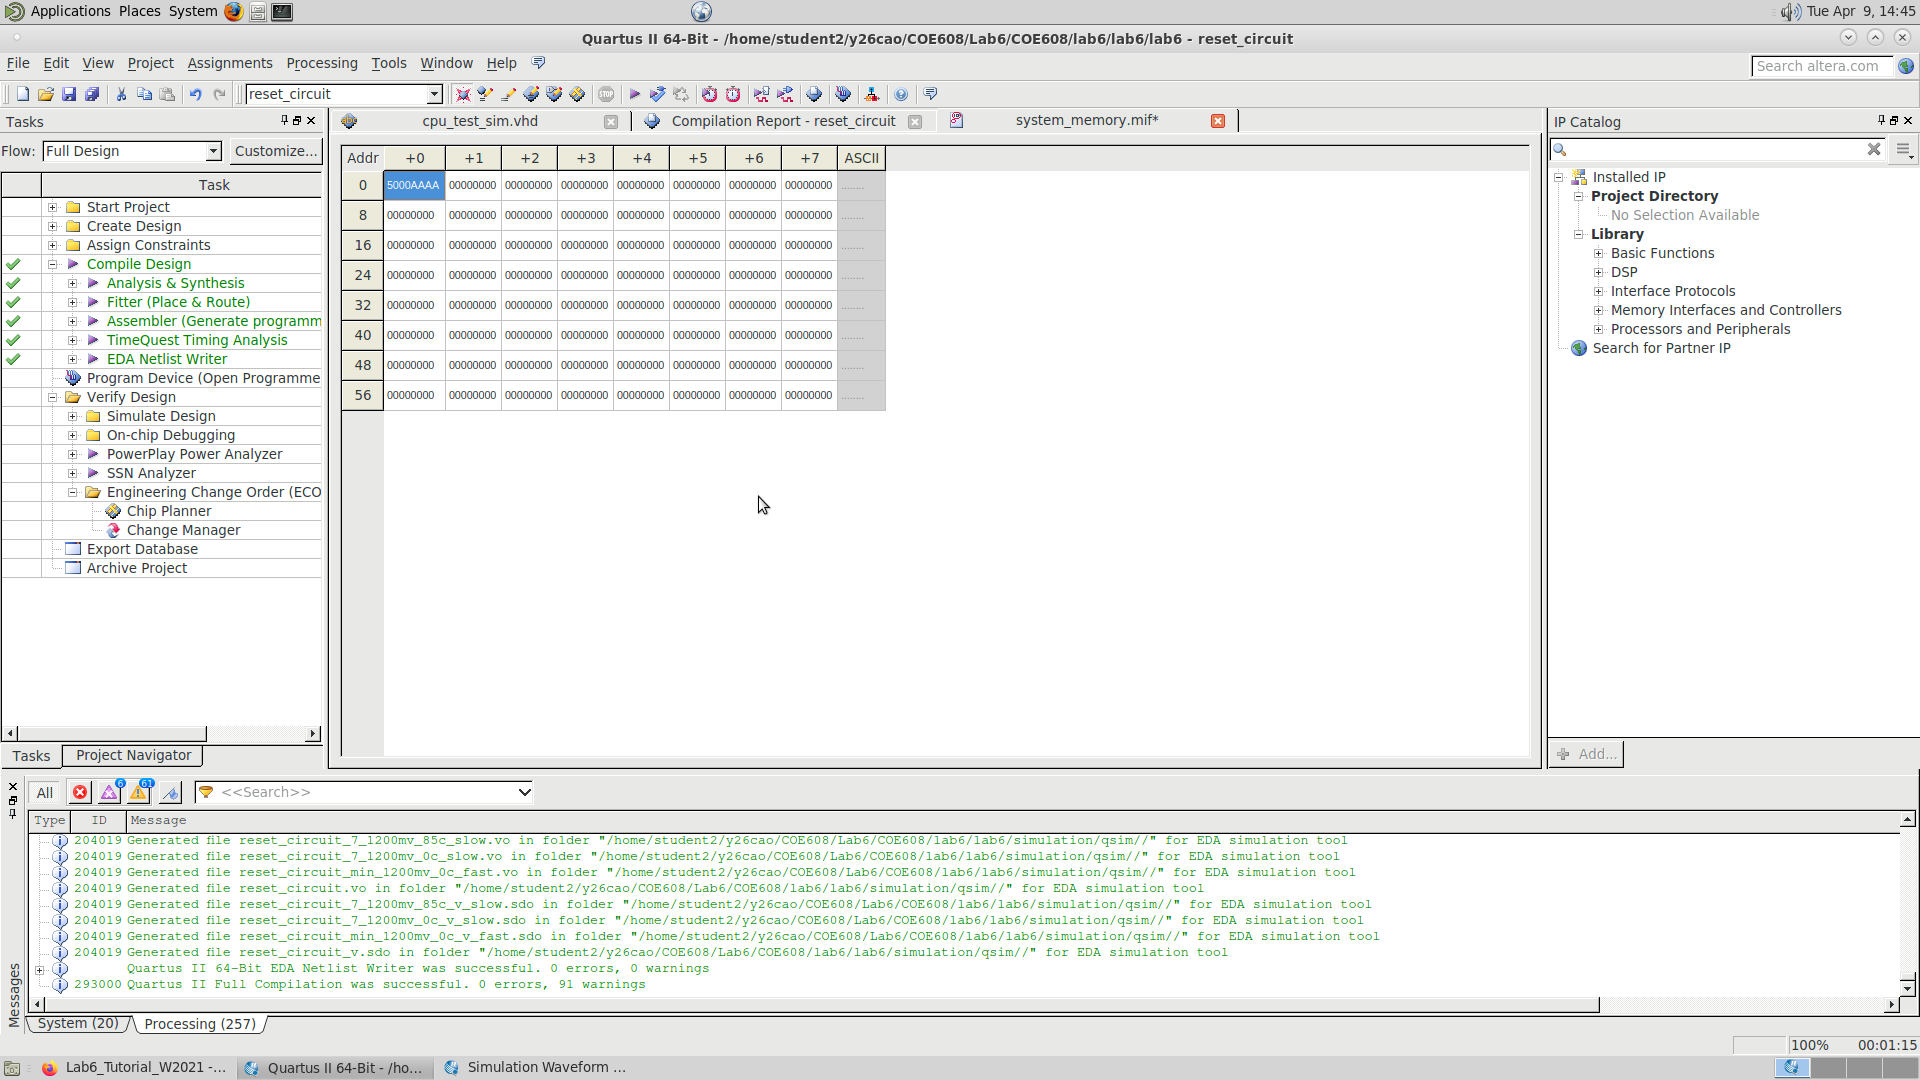 Applications Places System
Tue Apr 9, 14:45
Quartus II 64-Bit - /home/student2/y26cao/COE608/Lab6/COE608/lab6/lab6/lab6 - reset_circuit
File Edit View Project Assignments Processing Tools Window Help
Search altera.com
reset_circuit
STOP
Tasks
Flow: Full Design Customize...
Task
Start Project
Create Design
Assign Constraints
Compile Design
Analysis & Synthesis
Fitter (Place & Route)
Assembler (Generate programm
TimeQuest Timing Analysis
EDA Netlist Writer
Program Device (Open Programme
Verify Design
Simulate Design
On-chip Debugging
PowerPlay Power Analyzer
SSN Analyzer
Engineering Change Order (ECO
Chip Planner
Change Manager
Export Database
Archive Project
Tasks Project Navigator
cpu_test_sim.vhd Compilation Report - reset_circuit system_memory.mif*
Addr +0 +1 +2 +3 +4 +5 +6 +7 ASCII
0 5000AAAA 00000000 00000000 00000000 00000000 00000000 00000000 00000000 ........
8 00000000 00000000 00000000 00000000 00000000 00000000 00000000 00000000 ........
16 00000000 00000000 00000000 00000000 00000000 00000000 00000000 00000000 ........
24 00000000 00000000 00000000 00000000 00000000 00000000 00000000 00000000 ........
32 00000000 00000000 00000000 00000000 00000000 00000000 00000000 00000000 ........
40 00000000 00000000 00000000 00000000 00000000 00000000 00000000 00000000 ........
48 00000000 00000000 00000000 00000000 00000000 00000000 00000000 00000000 ........
56 00000000 00000000 00000000 00000000 00000000 00000000 00000000 00000000 ........
IP Catalog
Installed IP
Project Directory
No Selection Available
Library
Basic Functions
DSP
Interface Protocols
Memory Interfaces and Controllers
Processors and Peripherals
Search for Partner IP
Add...
All 6 61 <<Search>>
Type ID Message
204019 Generated file reset_circuit_7_1200mv_85c_slow.vo in folder "/home/student2/y26cao/COE608/Lab6/COE608/lab6/lab6/simulation/qsim//" for EDA simulation tool
204019 Generated file reset_circuit_7_1200mv_0c_slow.vo in folder "/home/student2/y26cao/COE608/Lab6/COE608/lab6/lab6/simulation/qsim//" for EDA simulation tool
204019 Generated file reset_circuit_min_1200mv_0c_fast.vo in folder "/home/student2/y26cao/COE608/Lab6/COE608/lab6/lab6/simulation/qsim//" for EDA simulation tool
204019 Generated file reset_circuit.vo in folder "/home/student2/y26cao/COE608/Lab6/COE608/lab6/lab6/simulation/qsim//" for EDA simulation tool
204019 Generated file reset_circuit_7_1200mv_85c_v_slow.sdo in folder "/home/student2/y26cao/COE608/Lab6/COE608/lab6/lab6/simulation/qsim//" for EDA simulation tool
204019 Generated file reset_circuit_7_1200mv_0c_v_slow.sdo in folder "/home/student2/y26cao/COE608/Lab6/COE608/lab6/lab6/simulation/qsim//" for EDA simulation tool
204019 Generated file reset_circuit_min_1200mv_0c_v_fast.sdo in folder "/home/student2/y26cao/COE608/Lab6/COE608/lab6/lab6/simulation/qsim//" for EDA simulation tool
204019 Generated file reset_circuit_v.sdo in folder "/home/student2/y26cao/COE608/Lab6/COE608/lab6/lab6/simulation/qsim//" for EDA simulation tool
Quartus II 64-Bit EDA Netlist Writer was successful. 0 errors, 0 warnings
293000 Quartus II Full Compilation was successful. 0 errors, 91 warnings
Messages
System (20) Processing (257)
100% 00:01:15
Lab6_Tutorial_W2021 -... Quartus II 64-Bit - /ho... Simulation Waveform ...